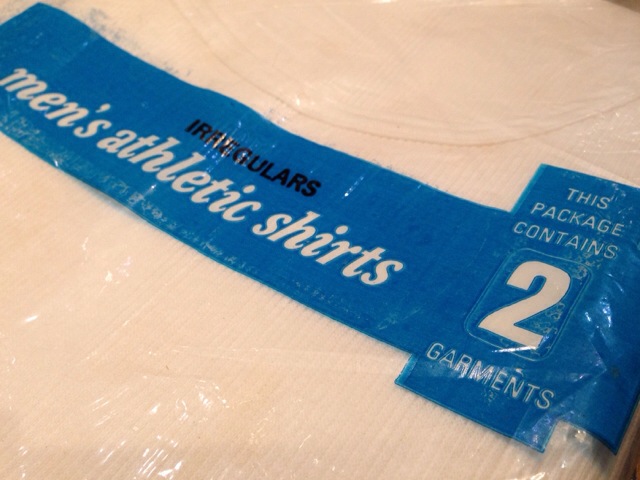 IRREGULARS
men's athletic shirts
THIS
PACKAGE
CONTAINS
2
GARMENTS